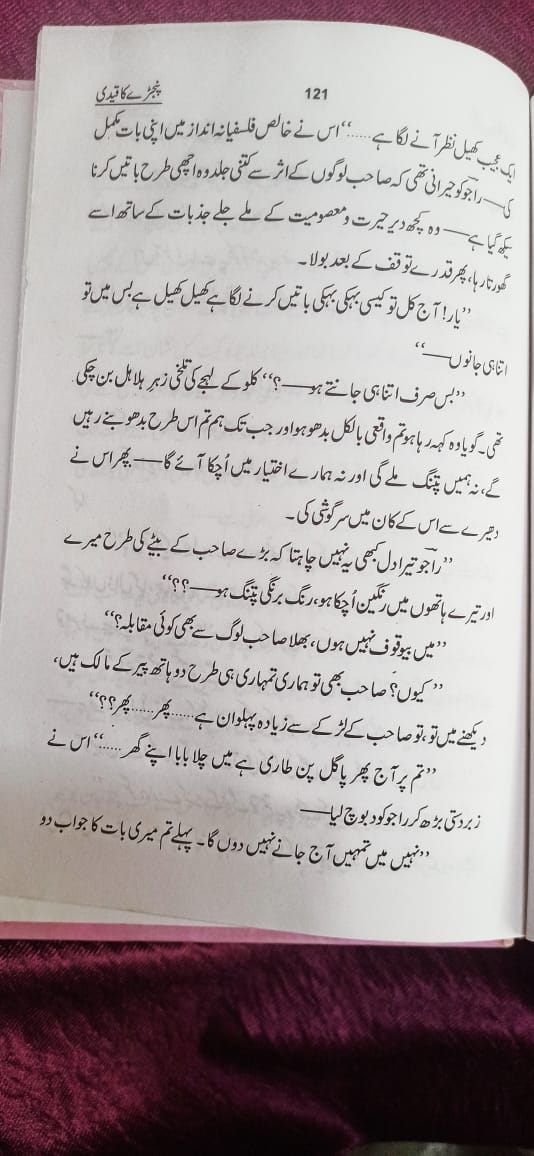 پنجڑے کا قیدی
121
ایک عجیب کھیل نظر آنے لگا ہے.....‘‘ اس نے خالص فلسفیانہ انداز میں اپنی بات مکمل
کی — راجو کو حیرانی تھی کہ صاحب لوگوں کے اثر سے کتنی جلد وہ اچھی طرح باتیں کرنا
سیکھ گیا ہے — وہ کچھ دیر حیرت و معصومیت کے ملے جلے جذبات کے ساتھ اسے
گھورتا رہا، پھر قدرے توقف کے بعد بولا۔
’’یار! آج کل تو کیسی بہکی بہکی باتیں کرنے لگا ہے کھیل کھیل ہے بس میں تو
اتنا ہی جانوں —‘‘
’’بس صرف اتنا ہی جانتے ہو —؟‘‘ کلو کے لہجے کی تلخی زہر ہلاہل بن چکی
تھی۔ گویا وہ کہہ رہا ہو تم واقعی بالکل بدھو ہو اور جب تک ہم تم اس طرح بدھو بنے رہیں
گے، نہ ہمیں پتنگ ملے گی اور نہ ہمارے اختیار میں اُچکا آئے گا — پھر اس نے
دھیرے سے اس کے کان میں سرگوشی کی۔
’’راجو تیرا دل کبھی یہ نہیں چاہتا کہ بڑے صاحب کے بیٹے کی طرح میرے
اور تیرے ہاتھوں میں رنگین اُچکا ہو، رنگ برنگی پتنگ ہو —؟؟‘‘
’’میں بیوقوف نہیں ہوں، بھلا صاحب لوگ سے بھی کوئی مقابلہ؟‘‘
’’کیوں؟ صاحب بھی تو ہماری تمہاری ہی طرح دو ہاتھ پیر کے مالک ہیں،
دیکھنے میں تو، تو صاحب کے لڑکے سے زیادہ پہلوان ہے......پھر......پھر؟؟‘‘
’’تم پر آج پھر پاگل پن طاری ہے میں چلا بابا اپنے گھر.....‘‘ اس نے
زبردستی بڑھ کر راجو کو دبوچ لیا —
’’نہیں میں تمہیں آج جانے نہیں دوں گا۔ پہلے تم میری بات کا جواب دو